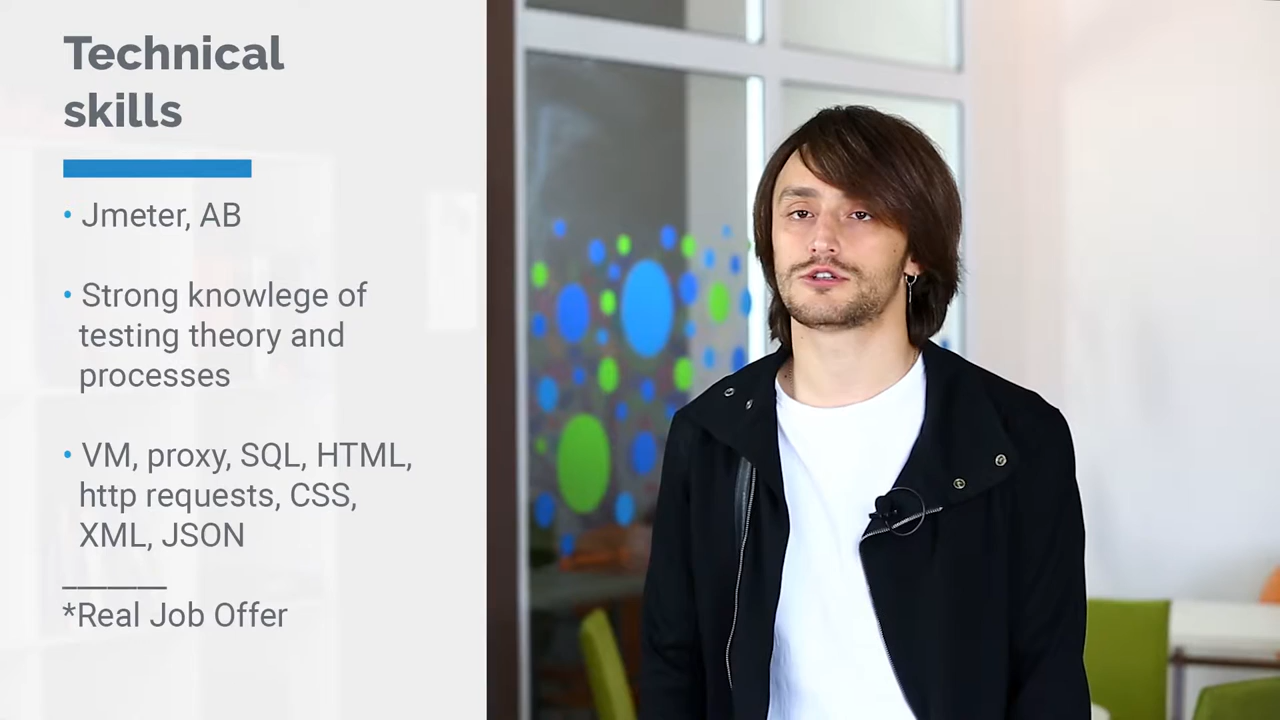 Technical
skills
• Jmeter, AB
• Strong knowlege of
testing theory and
processes
• VM, proxy, SQL, HTML,
http requests, CSS,
XML, JSON
_______
*Real Job Offer